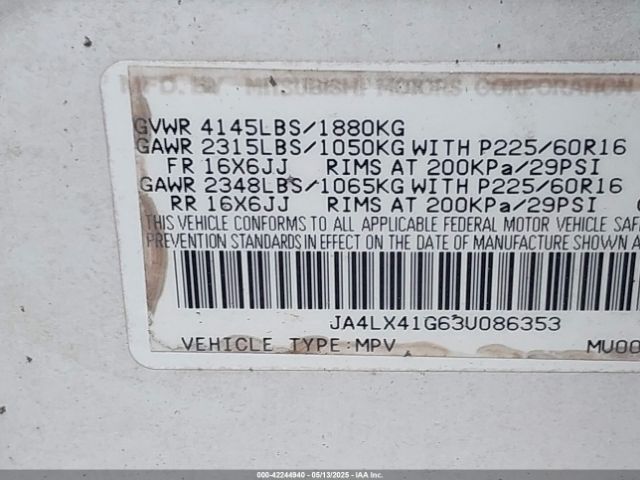 MF'D. BY MITSUBISHI MOTORS CORPORATION
GVWR 4145LBS/1880KG
GAWR 2315LBS/1050KG WITH P225/60R16
FR 16X6JJ RIMS AT 200KPa/29PSI
GAWR 2348LBS/1065KG WITH P225/60R16
RR 16X6JJ RIMS AT 200KPa/29PSI
THIS VEHICLE CONFORMS TO ALL APPLICABLE FEDERAL MOTOR VEHICLE SAF
PREVENTION STANDARDS IN EFFECT ON THE DATE OF MANUFACTURE SHOWN A
JA4LX41G63U086353
VEHICLE TYPE:MPV MU00
000-42244940 - 05/13/2025 - IAA Inc.